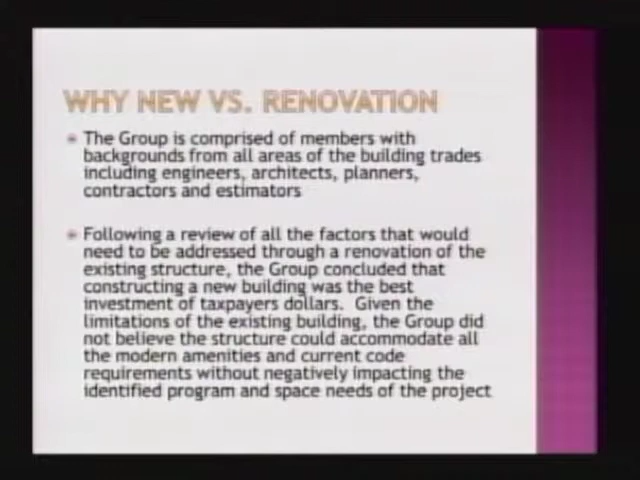 WHY NEW VS. RENOVATION
The Group is comprised of members with
backgrounds from all areas of the building trades
including engineers, architects, planners,
contractors and estimators
Following a review of all the factors that would
need to be addressed through a renovation of the
existing structure, the Group concluded that
constructing a new building was the best
investment of taxpayers dollars. Given the
limitations of the existing building, the Group did
not believe the structure could accommodate all
the modern amenities and current code
requirements without negatively impacting the
identified program and space needs of the project